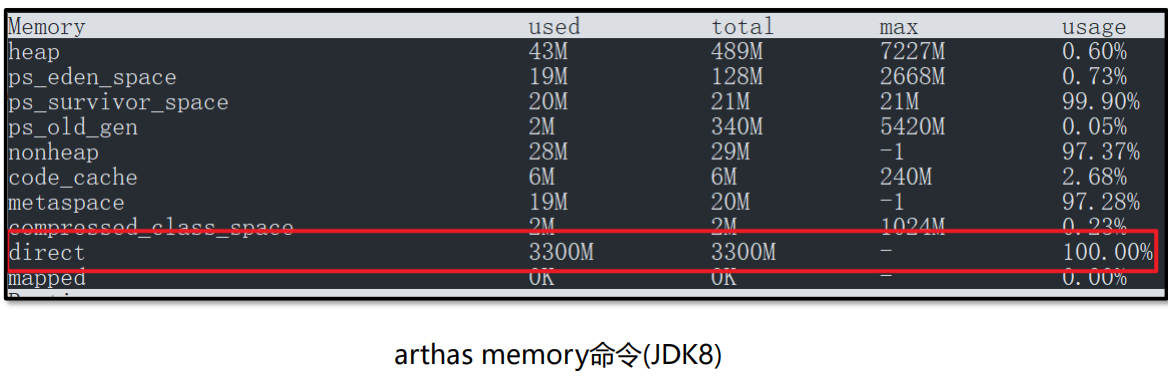 Memory used total max usage
heap 43M 489M 7227M 0.60%
ps_eden_space 19M 128M 2668M 0.73%
ps_survivor_space 20M 21M 21M 99.90%
ps_old_gen 2M 340M 5420M 0.05%
nonheap 28M 29M -1 97.37%
code_cache 6M 6M 240M 2.68%
metaspace 19M 20M -1 97.28%
compressed_class_space 2M 2M 1024M 0.23%
direct 3300M 3300M - 100.00%
mapped 0K 0K - 0.00%
arthas memory命令(JDK8)